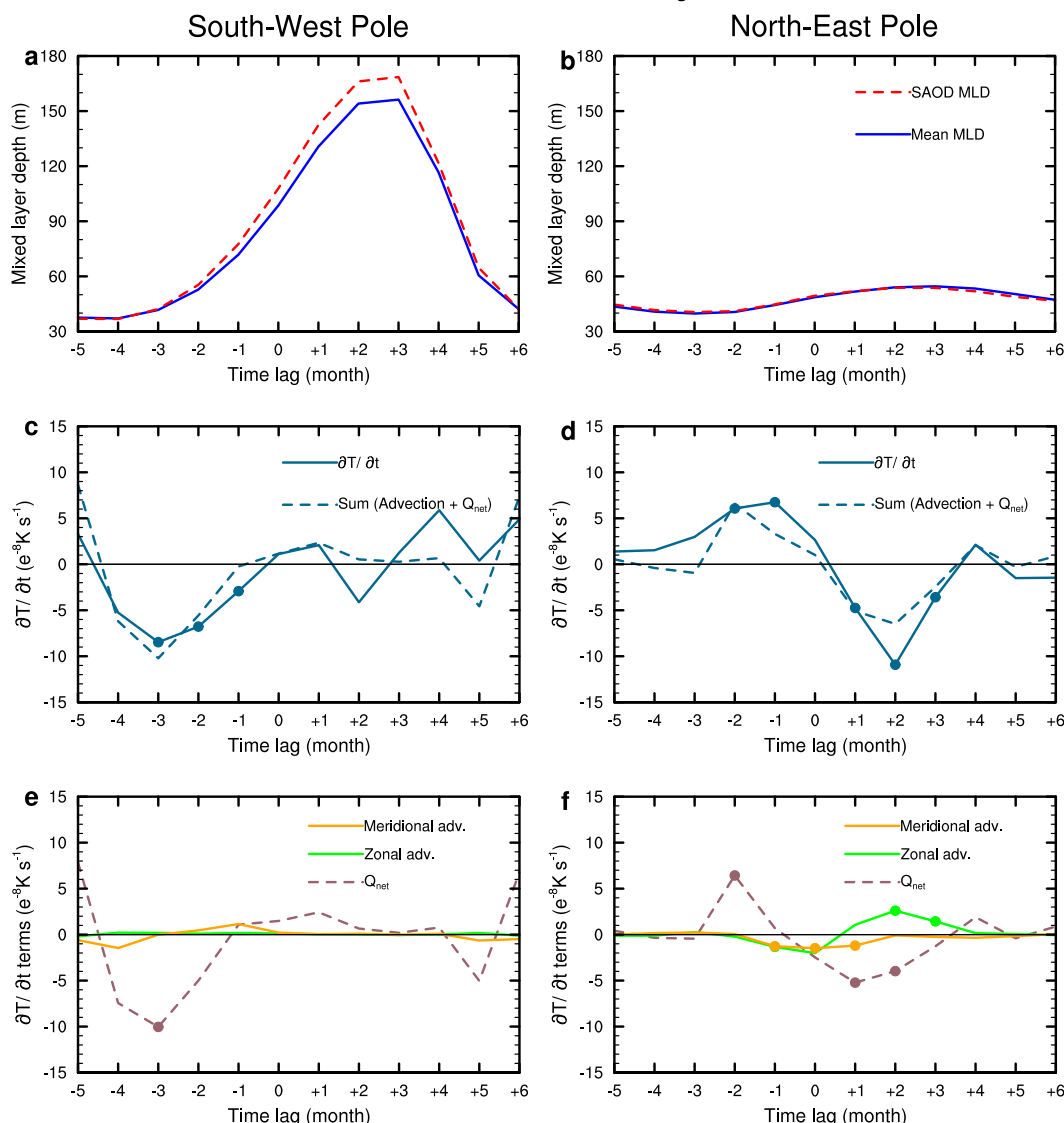 South-West Pole
North-East Pole
a
180
150
120
90
60
30
Mixed layer depth (m)
-5 -4 -3 -2 -1 0 +1 +2 +3 +4 +5 +6
Time lag (month)
b
180
150
120
90
60
30
Mixed layer depth (m)
SAOD MLD
Mean MLD
-5 -4 -3 -2 -1 0 +1 +2 +3 +4 +5 +6
Time lag (month)
c
15
10
5
0
-5
-10
-15
∂T/ ∂t (e⁻⁸K s⁻¹)
∂T/ ∂t
Sum (Advection + Qnet)
-5 -4 -3 -2 -1 0 +1 +2 +3 +4 +5 +6
Time lag (month)
d
15
10
5
0
-5
-10
-15
∂T/ ∂t (e⁻⁸K s⁻¹)
∂T/ ∂t
Sum (Advection + Qnet)
-5 -4 -3 -2 -1 0 +1 +2 +3 +4 +5 +6
Time lag (month)
e
15
10
5
0
-5
-10
-15
∂T/ ∂t terms (e⁻⁸K s⁻¹)
Meridional adv.
Zonal adv.
Qnet
-5 -4 -3 -2 -1 0 +1 +2 +3 +4 +5 +6
Time lag (month)
f
15
10
5
0
-5
-10
-15
∂T/ ∂t terms (e⁻⁸K s⁻¹)
Meridional adv.
Zonal adv.
Qnet
-5 -4 -3 -2 -1 0 +1 +2 +3 +4 +5 +6
Time lag (month)